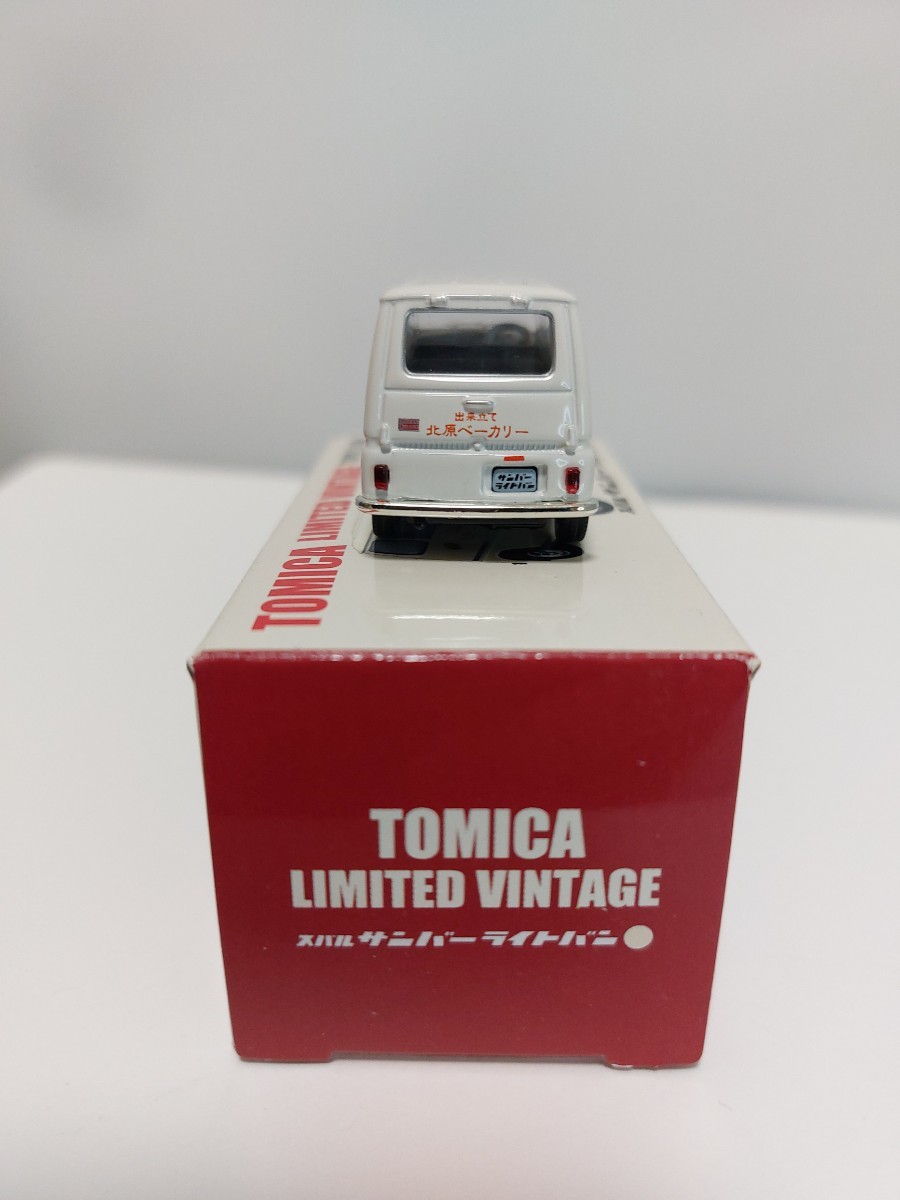 出来立て
北原ベーカリー
サンバー
ライトバン
TOMICA LIMITED VINTAGE
TOMICA
LIMITED VINTAGE
スバル サンバー ライトバン